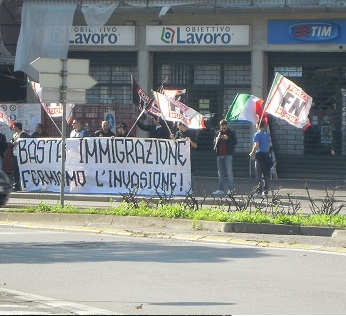 OBIETTIVO
Lavoro
OBIETTIVO
Lavoro
TIM
FN
BASTA IMMIGRAZIONE
FERMIAMO L'INVASIONE!